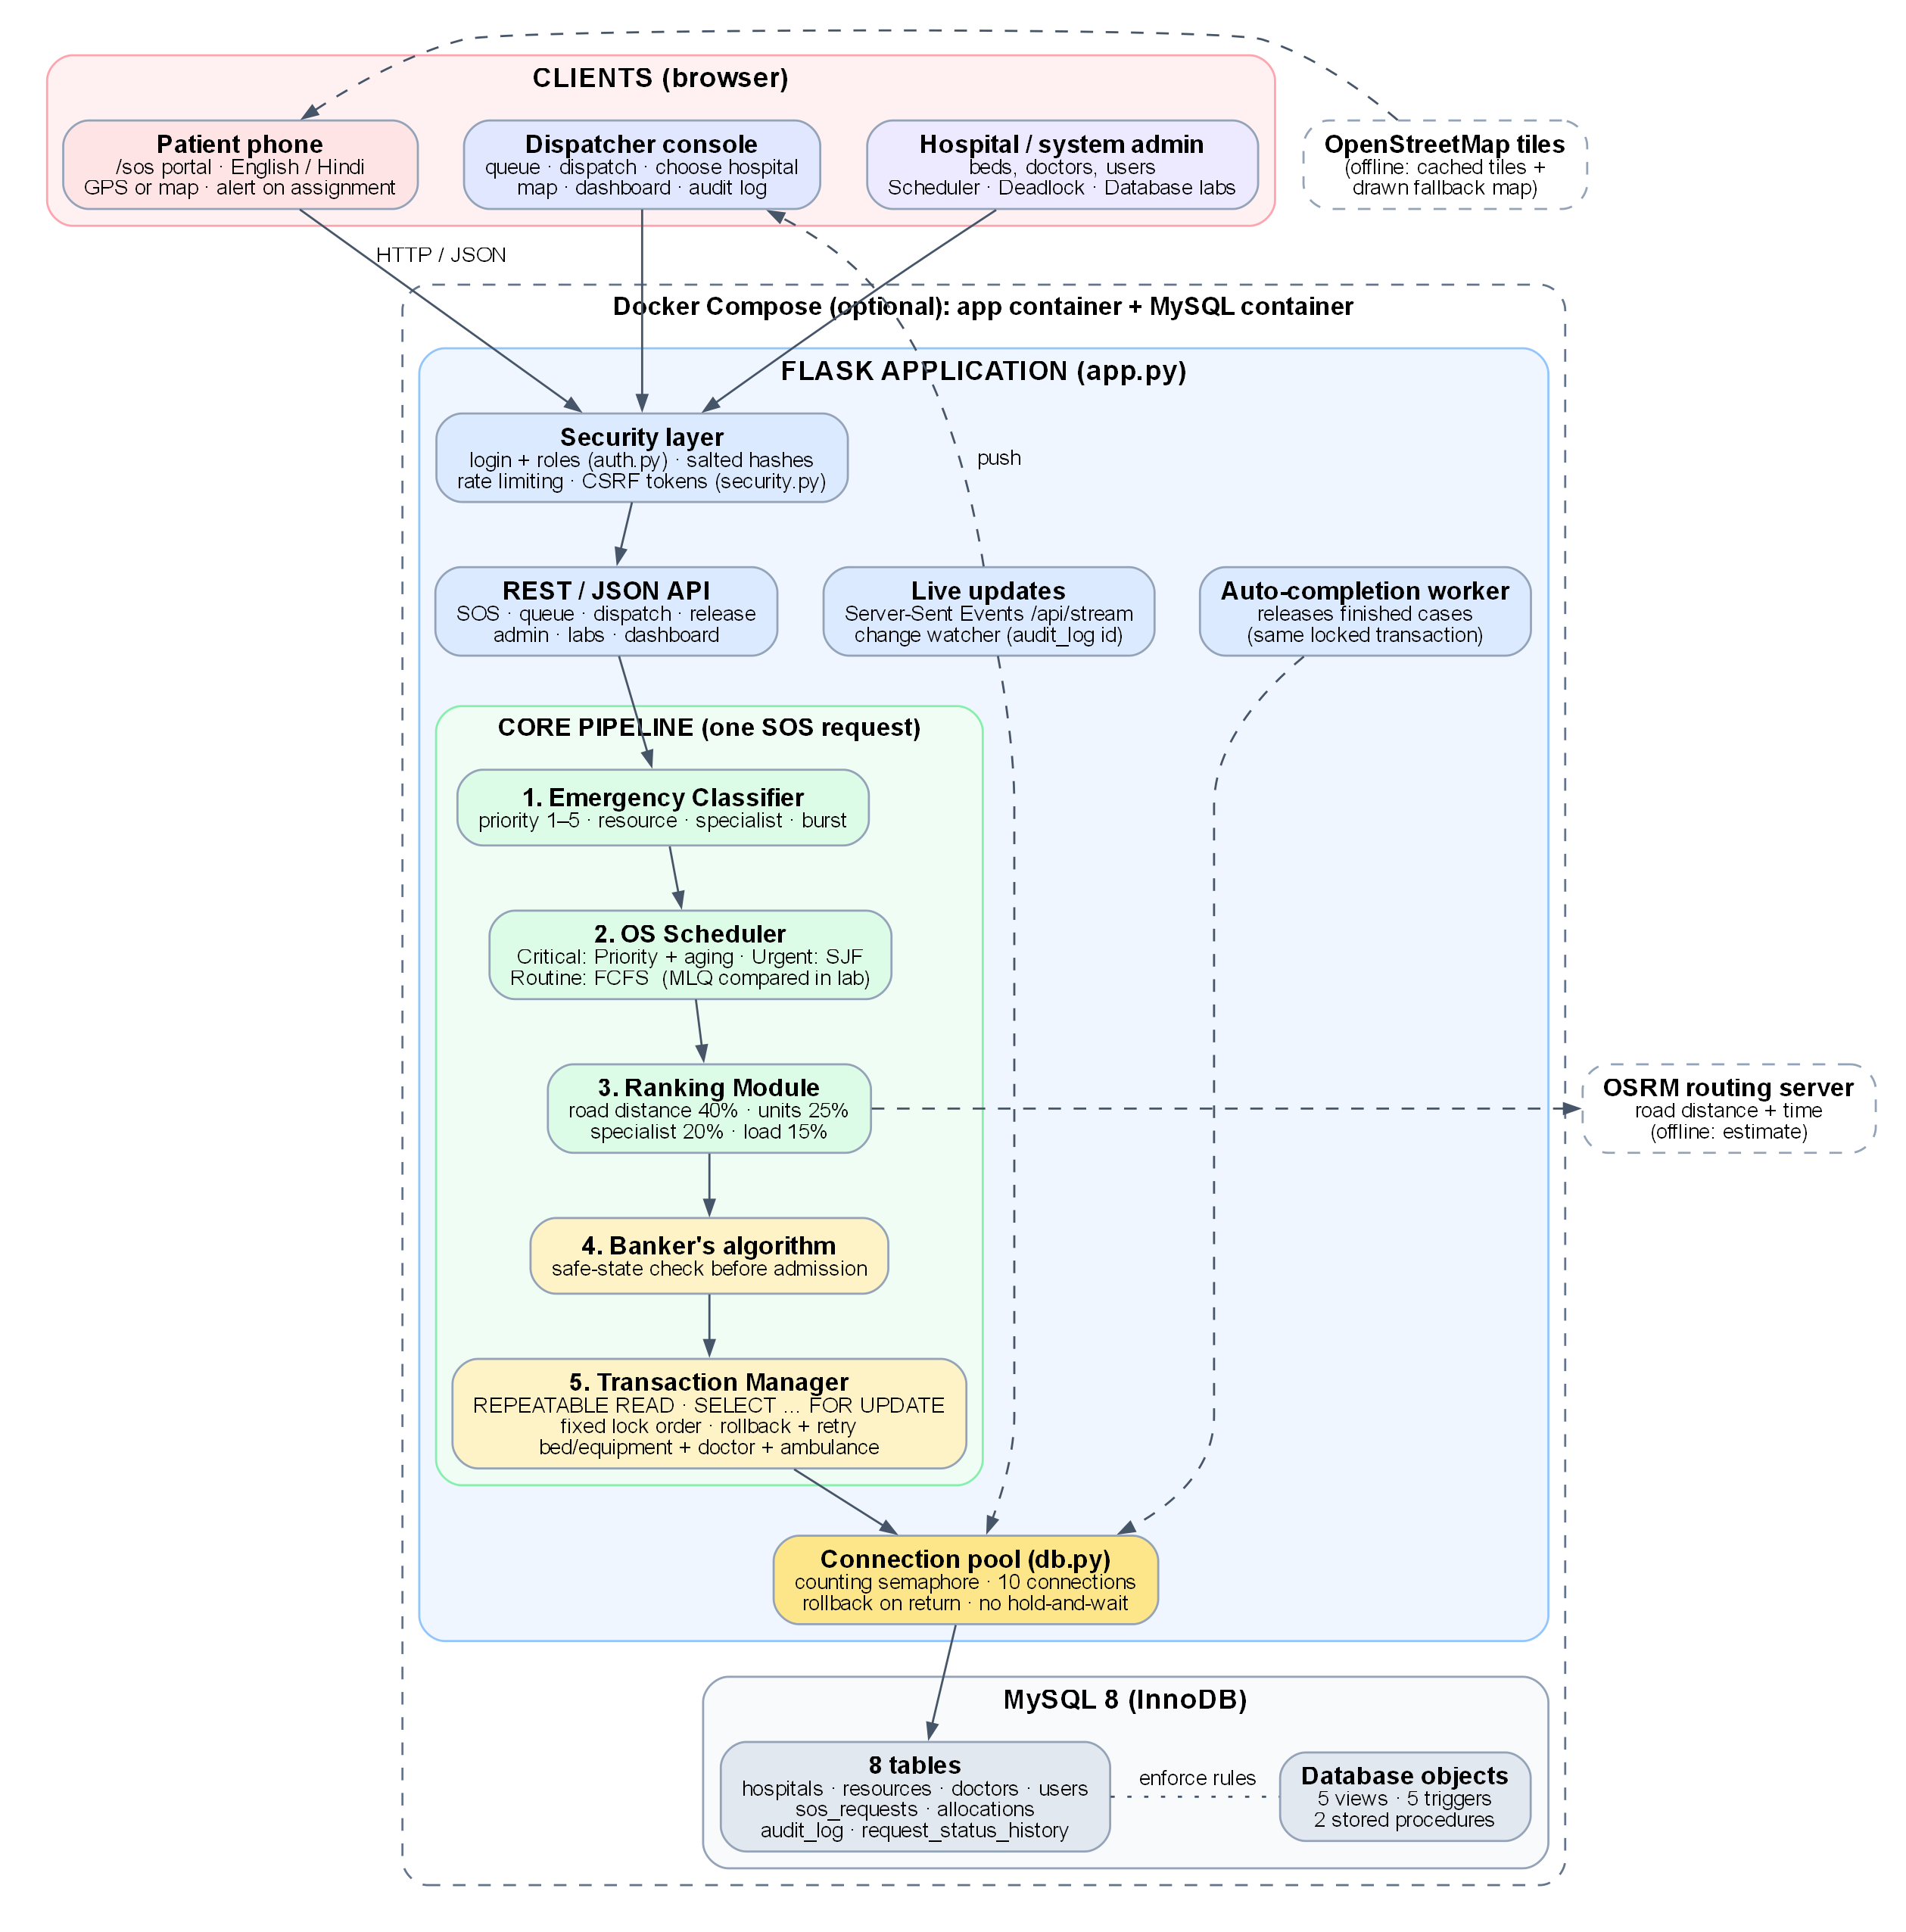 CLIENTS (browser)
Patient phone
/sos portal · English / Hindi
GPS or map · alert on assignment
Dispatcher console
queue · dispatch · choose hospital
map · dashboard · audit log
Hospital / system admin
beds, doctors, users
Scheduler · Deadlock · Database labs
OpenStreetMap tiles
(offline: cached tiles +
drawn fallback map)
HTTP / JSON
Docker Compose (optional): app container + MySQL container
FLASK APPLICATION (app.py)
Security layer
login + roles (auth.py) · salted hashes
rate limiting · CSRF tokens (security.py)
push
REST / JSON API
SOS · queue · dispatch · release
admin · labs · dashboard
Live updates
Server-Sent Events /api/stream
change watcher (audit_log id)
Auto-completion worker
releases finished cases
(same locked transaction)
CORE PIPELINE (one SOS request)
1. Emergency Classifier
priority 1–5 · resource · specialist · burst
2. OS Scheduler
Critical: Priority + aging · Urgent: SJF
Routine: FCFS  (MLQ compared in lab)
3. Ranking Module
road distance 40% · units 25%
specialist 20% · load 15%
OSRM routing server
road distance + time
(offline: estimate)
4. Banker's algorithm
safe-state check before admission
5. Transaction Manager
REPEATABLE READ · SELECT ... FOR UPDATE
fixed lock order · rollback + retry
bed/equipment + doctor + ambulance
Connection pool (db.py)
counting semaphore · 10 connections
rollback on return · no hold-and-wait
MySQL 8 (InnoDB)
8 tables
hospitals · resources · doctors · users
sos_requests · allocations
audit_log · request_status_history
enforce rules
Database objects
5 views · 5 triggers
2 stored procedures